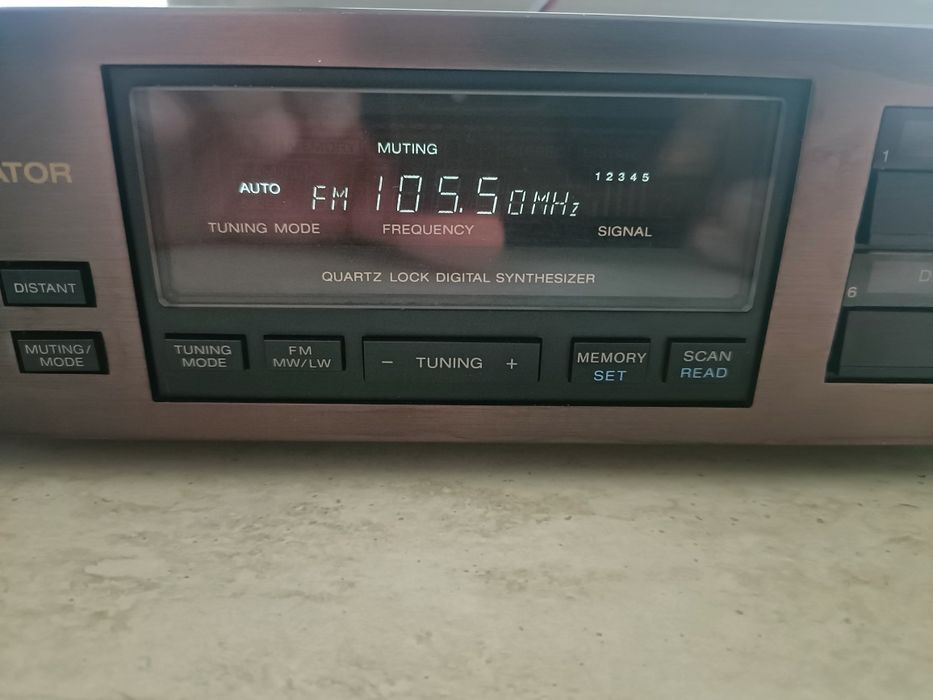 ATOR
MUTING
AUTO FM 105.50MHz 12345
TUNING MODE FREQUENCY SIGNAL
QUARTZ LOCK DIGITAL SYNTHESIZER
DISTANT
MUTING/
MODE
TUNING
MODE
FM
MW/LW
− TUNING +
MEMORY
SET
SCAN
READ
1
D
6